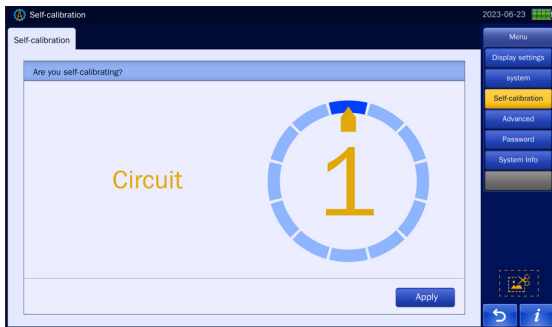 Self-calibration
2023-06-23
Self-calibration
Menu
Display settings
system
Self-calibration
Advanced
Password
System Info
Are you self-calibrating?
Circuit
1
Apply
i